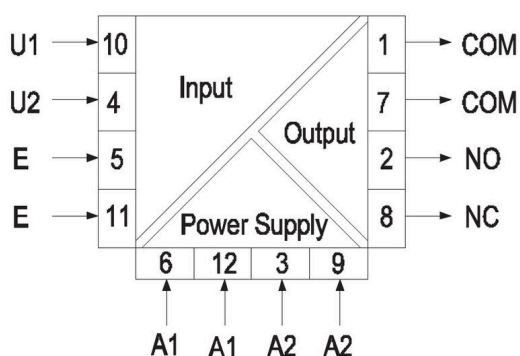 U1 10 1 COM
Input
U2 4 7 COM
Output
E 5 2 NO
E 11 8 NC
Power Supply
6 12 3 9
A1 A1 A2 A2